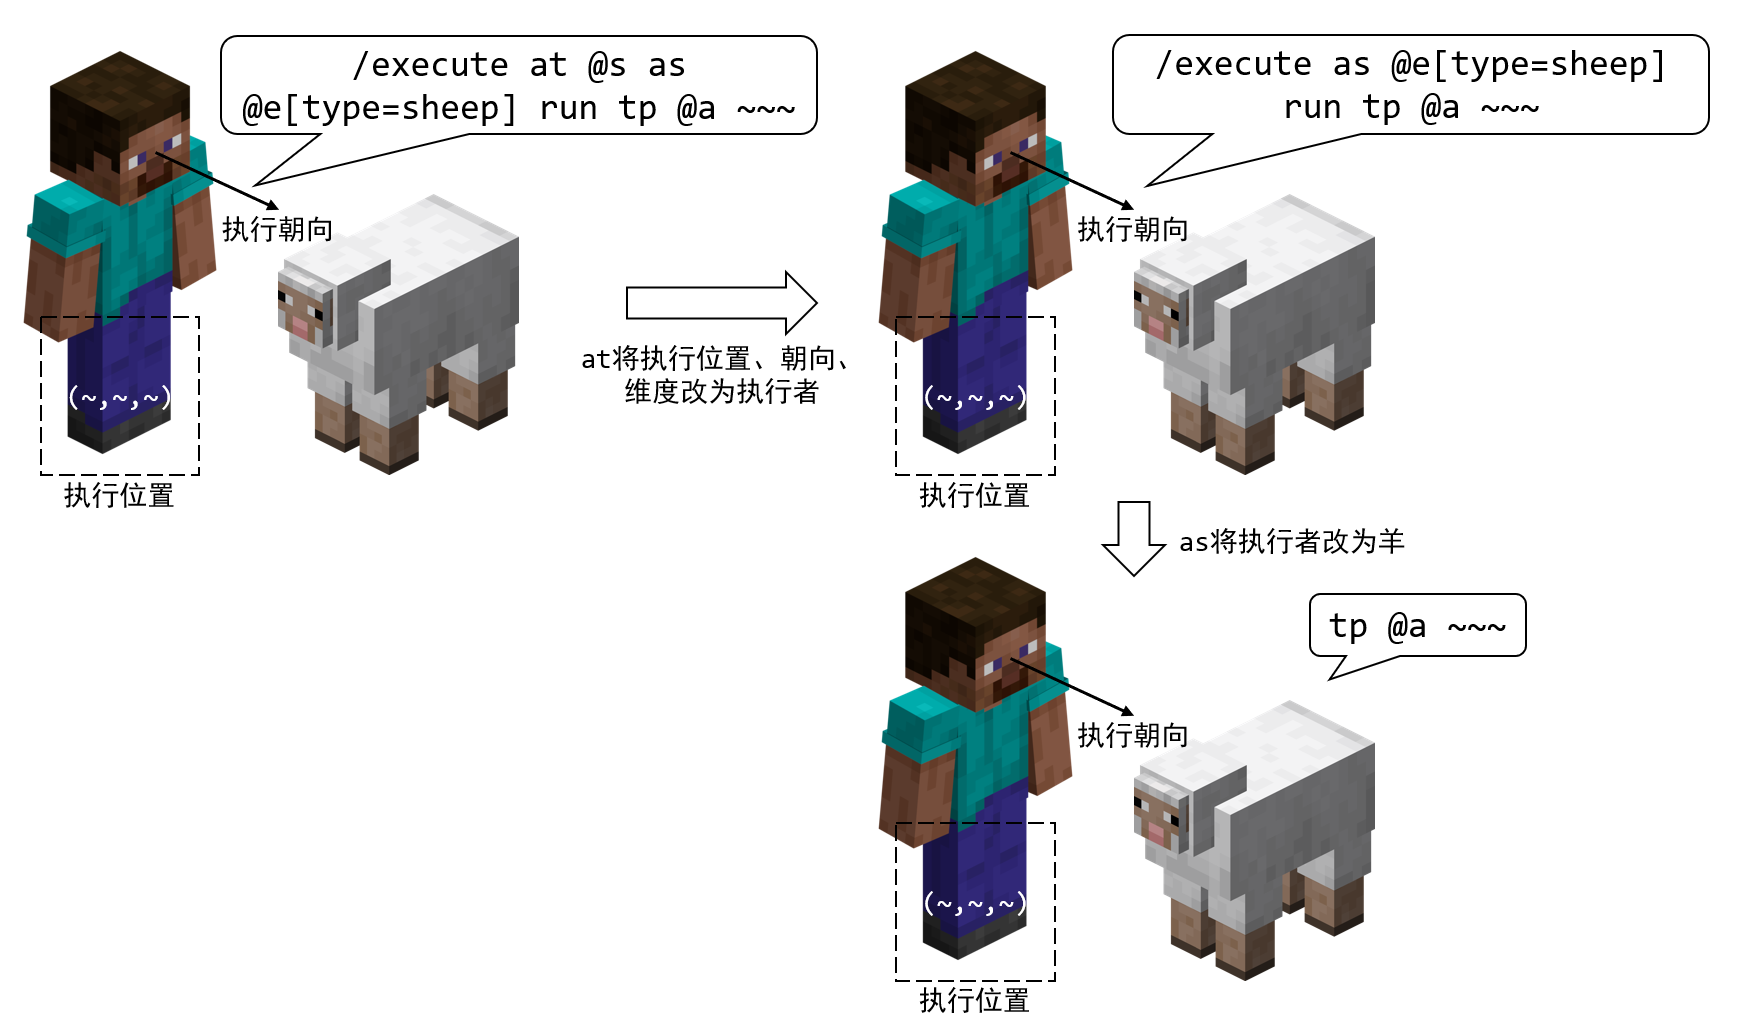 /execute at @s as
@e[type=sheep] run tp @a ~~~
执行朝向
(~,~,~)
执行位置
at将执行位置、朝向、
维度改为执行者
/execute as @e[type=sheep]
run tp @a ~~~
执行朝向
(~,~,~)
执行位置
as将执行者改为羊
tp @a ~~~
执行朝向
(~,~,~)
执行位置